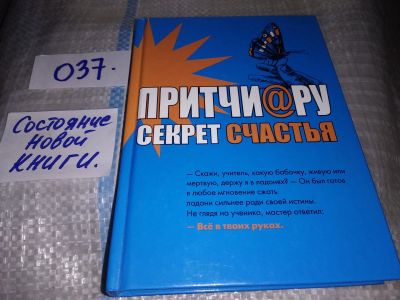 037.
Состояние
новой
книги.
ПРИТЧИ@РУ
СЕКРЕТ СЧАСТЬЯ
— Скажи, учитель, какую бабочку, живую или
мертвую, держу я в ладонях? — Он был готов
в любое мгновение сжать
ладони сильнее ради своей истины.
Не глядя на ученика, мастер ответил:
— Всё в твоих руках.